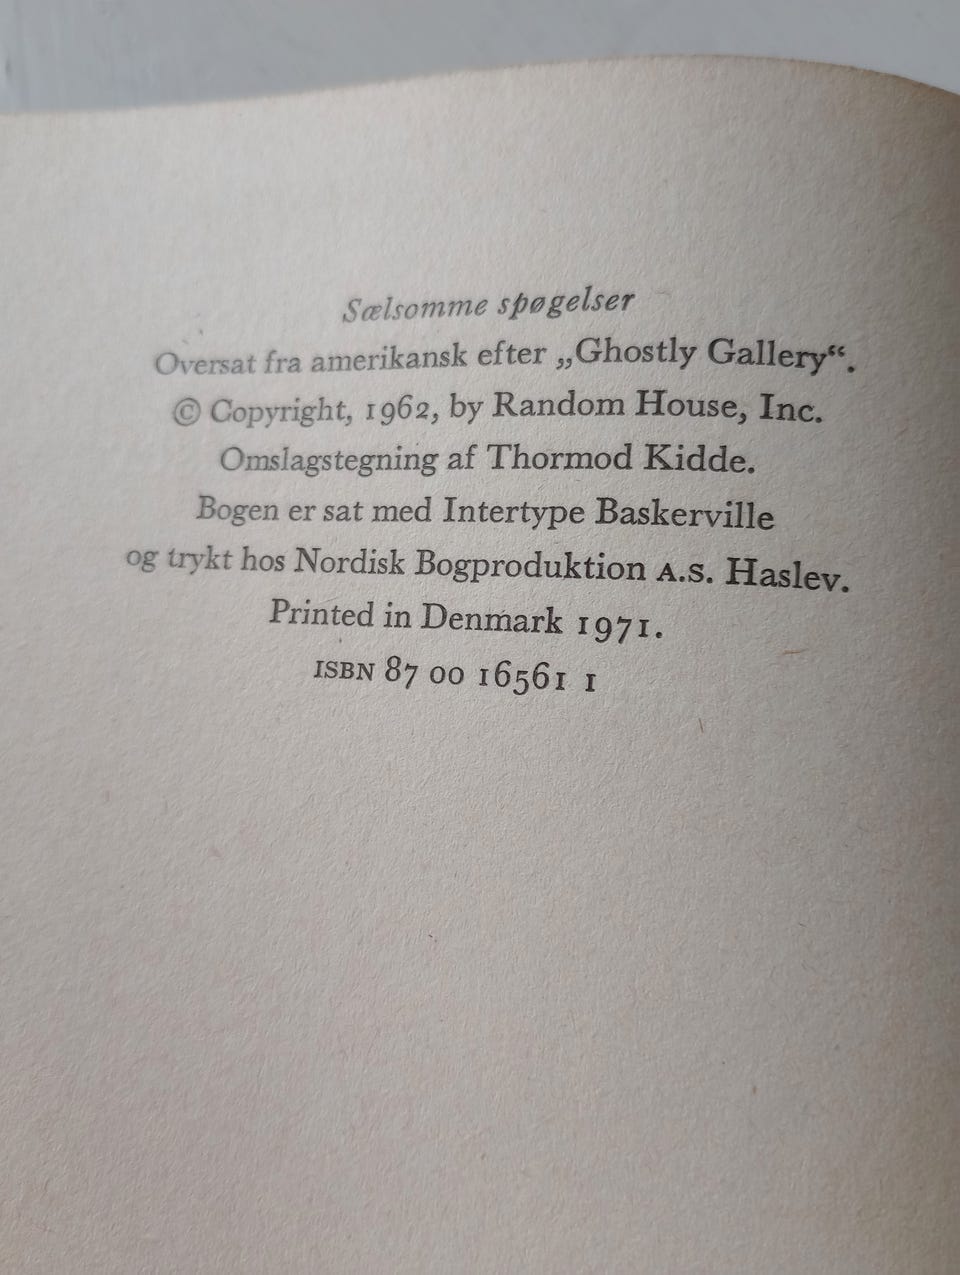 Sælsomme spøgelser
Oversat fra amerikansk efter „Ghostly Gallery“.
© Copyright, 1962, by Random House, Inc.
Omslagstegning af Thormod Kidde.
Bogen er sat med Intertype Baskerville
og trykt hos Nordisk Bogproduktion A.S. Haslev.
Printed in Denmark 1971.
ISBN 87 00 16561 1